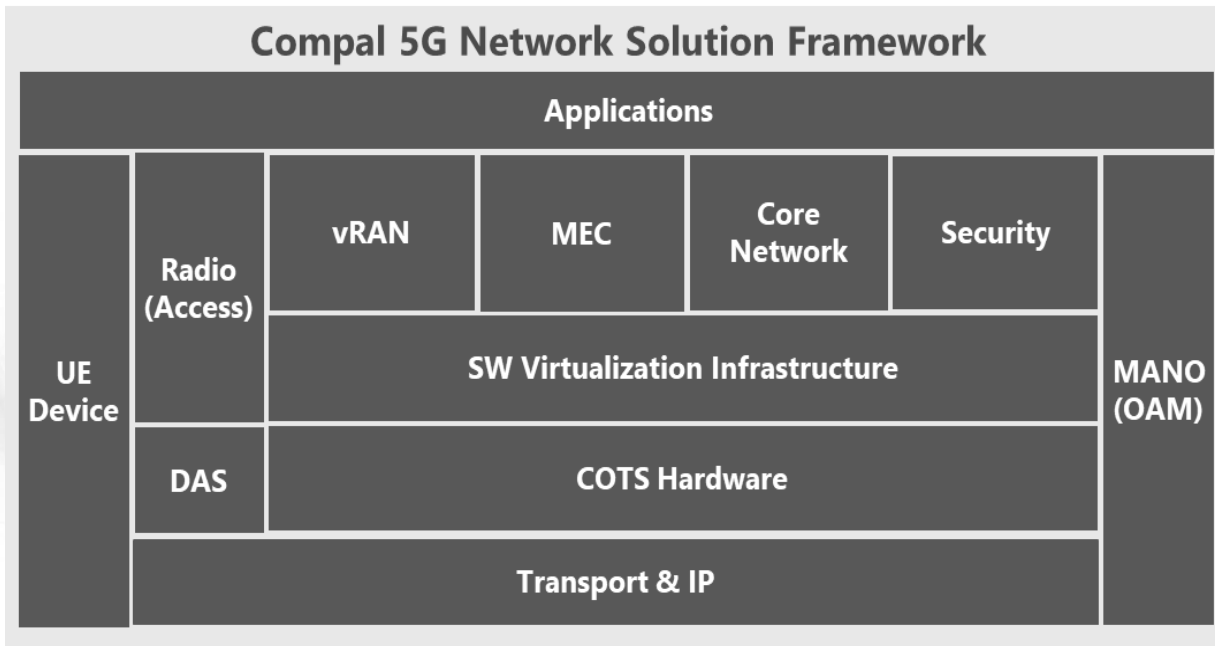 Compal 5G Network Solution Framework
Applications
UE
Device
Radio
(Access)
vRAN
MEC
Core
Network
Security
SW Virtualization Infrastructure
MANO
(OAM)
DAS
COTS Hardware
Transport & IP